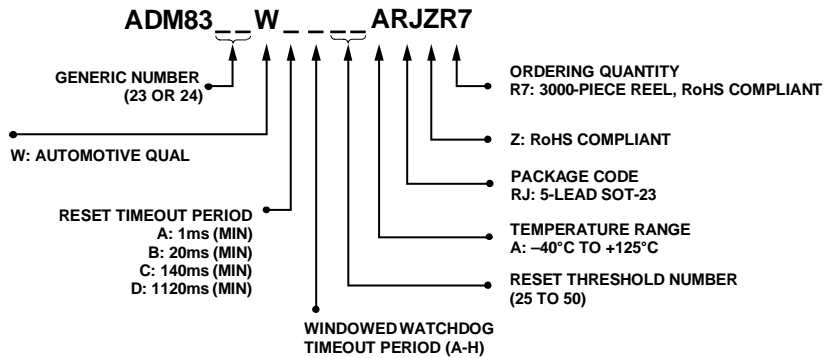 ADM83_ _ W _ _ _ _ ARJZR7
GENERIC NUMBER
(23 OR 24)
W: AUTOMOTIVE QUAL
RESET TIMEOUT PERIOD
A: 1ms (MIN)
B: 20ms (MIN)
C: 140ms (MIN)
D: 1120ms (MIN)
WINDOWED WATCHDOG
TIMEOUT PERIOD (A-H)
ORDERING QUANTITY
R7: 3000-PIECE REEL, RoHS COMPLIANT
Z: RoHS COMPLIANT
PACKAGE CODE
RJ: 5-LEAD SOT-23
TEMPERATURE RANGE
A: –40°C TO +125°C
RESET THRESHOLD NUMBER
(25 TO 50)